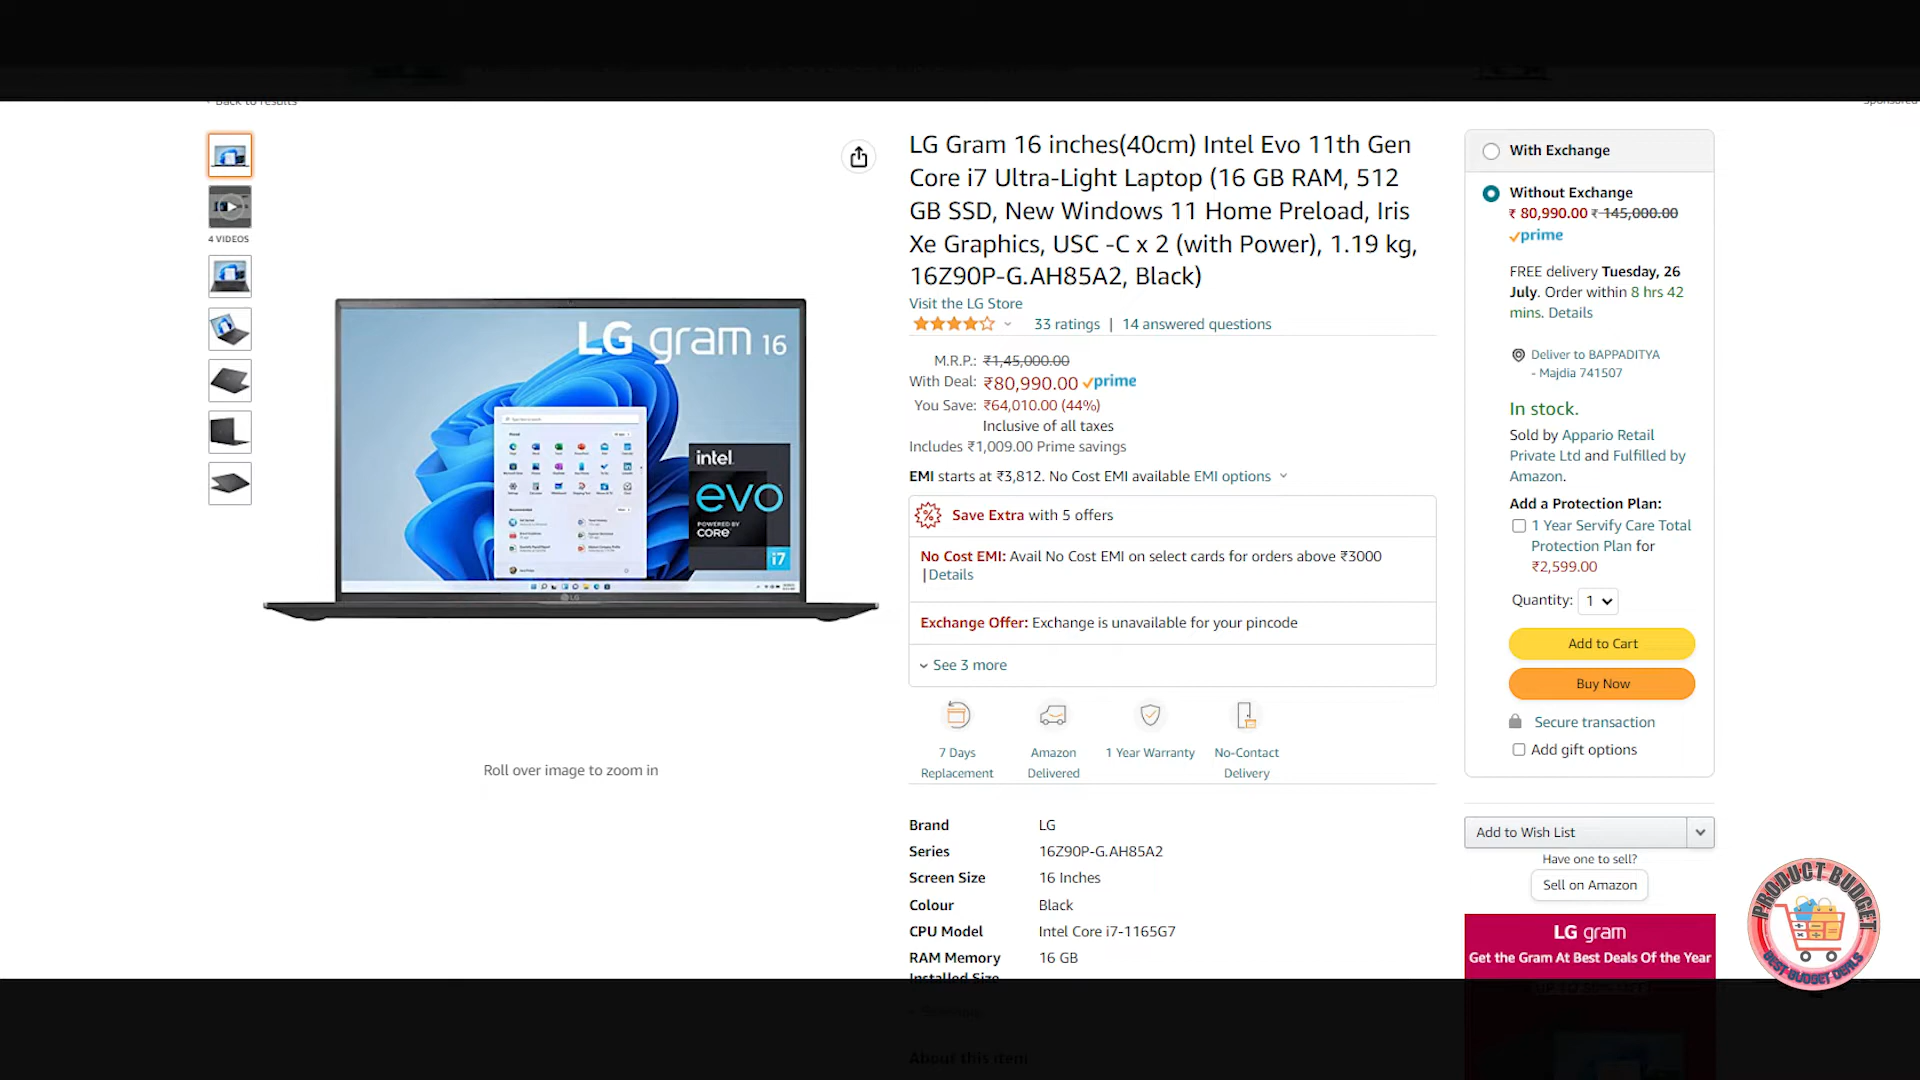 Back to results
Sponsored
4 VIDEOS
LG gram 16
intel.
evo
POWERED BY
CORE
i7
LG
Roll over image to zoom in
LG Gram 16 inches(40cm) Intel Evo 11th Gen
Core i7 Ultra-Light Laptop (16 GB RAM, 512
GB SSD, New Windows 11 Home Preload, Iris
Xe Graphics, USC -C x 2 (with Power), 1.19 kg,
16Z90P-G.AH85A2, Black)
Visit the LG Store
33 ratings | 14 answered questions
M.R.P.: ₹1,45,000.00
With Deal: ₹80,990.00 prime
You Save: ₹64,010.00 (44%)
Inclusive of all taxes
Includes ₹1,009.00 Prime savings
EMI starts at ₹3,812. No Cost EMI available EMI options
Save Extra with 5 offers
No Cost EMI: Avail No Cost EMI on select cards for orders above ₹3000
|Details
Exchange Offer: Exchange is unavailable for your pincode
See 3 more
7 Days
Replacement
Amazon
Delivered
1 Year Warranty
No-Contact
Delivery
Brand LG
Series 16Z90P-G.AH85A2
Screen Size 16 Inches
Colour Black
CPU Model Intel Core i7-1165G7
RAM Memory 16 GB
Installed Size
About this item
With Exchange
Without Exchange
₹ 80,990.00 ₹ 145,000.00
prime
FREE delivery Tuesday, 26
July. Order within 8 hrs 42
mins. Details
Deliver to BAPPADITYA
- Majdia 741507
In stock.
Sold by Appario Retail
Private Ltd and Fulfilled by
Amazon.
Add a Protection Plan:
1 Year Servify Care Total
Protection Plan for
₹2,599.00
Quantity: 1
Add to Cart
Buy Now
Secure transaction
Add gift options
Add to Wish List
Have one to sell?
Sell on Amazon
LG gram
Get the Gram At Best Deals Of the Year
PRODUCT BUDGET
BEST BUDGET DEALS